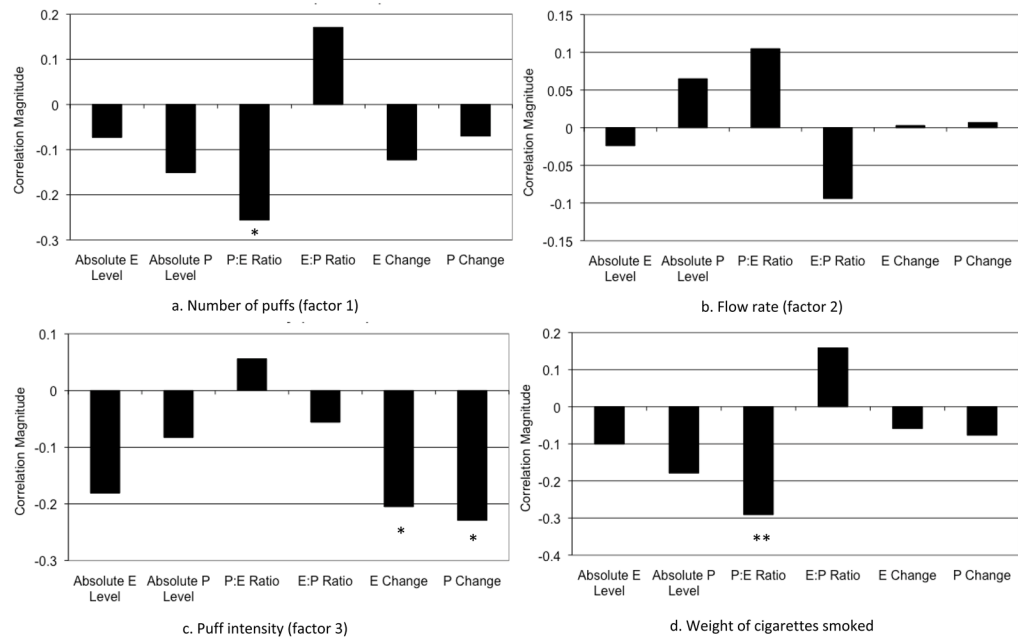 0.2
0.1
0
-0.1
-0.2
-0.3
Correlation Magnitude
*
Absolute E Level
Absolute P Level
P:E Ratio
E:P Ratio
E Change
P Change
a. Number of puffs (factor 1)
0.15
0.1
0.05
0
-0.05
-0.1
-0.15
Correlation Magnitude
Absolute E Level
Absolute P Level
P:E Ratio
E:P Ratio
E Change
P Change
b. Flow rate (factor 2)
0.1
0
-0.1
-0.2
-0.3
Correlation Magnitude
*
*
Absolute E Level
Absolute P Level
P:E Ratio
E:P Ratio
E Change
P Change
c. Puff intensity (factor 3)
0.2
0.1
0
-0.1
-0.2
-0.3
-0.4
Correlation Magnitude
**
Absolute E Level
Absolute P Level
P:E Ratio
E:P Ratio
E Change
P Change
d. Weight of cigarettes smoked